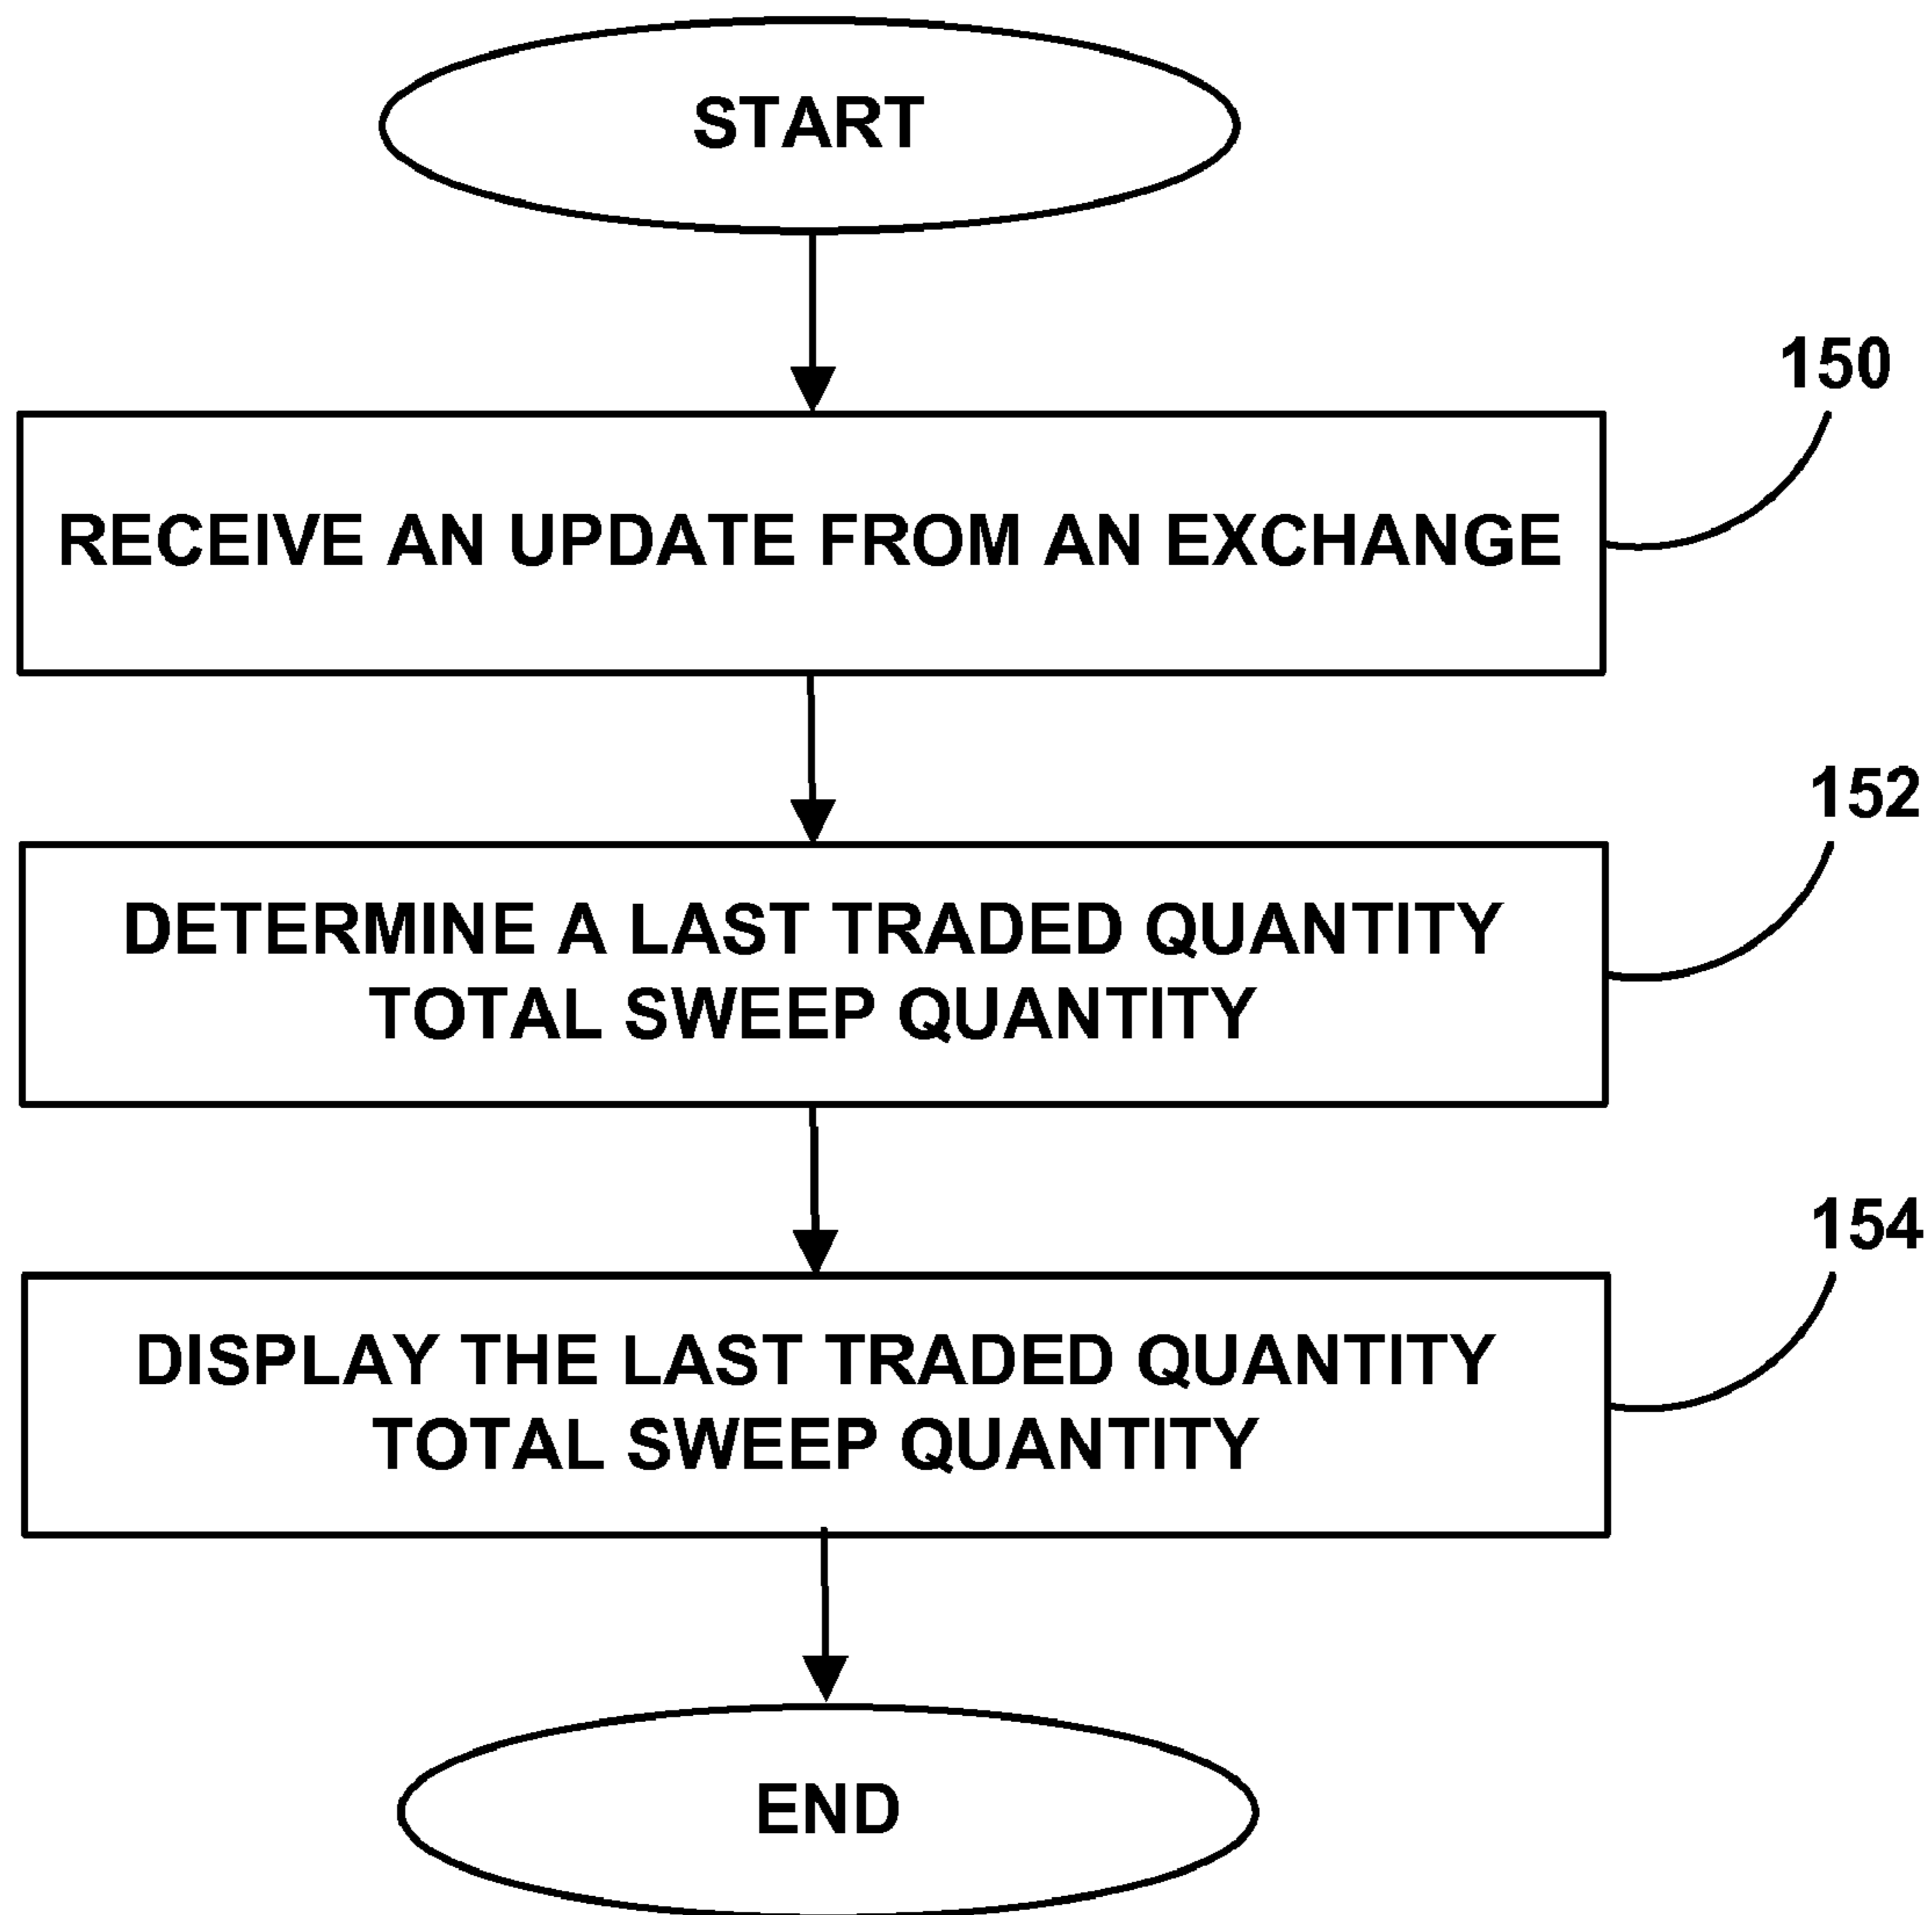 START
150
RECEIVE AN UPDATE FROM AN EXCHANGE
152
DETERMINE A LAST TRADED QUANTITY
TOTAL SWEEP QUANTITY
154
DISPLAY THE LAST TRADED QUANTITY
TOTAL SWEEP QUANTITY
END